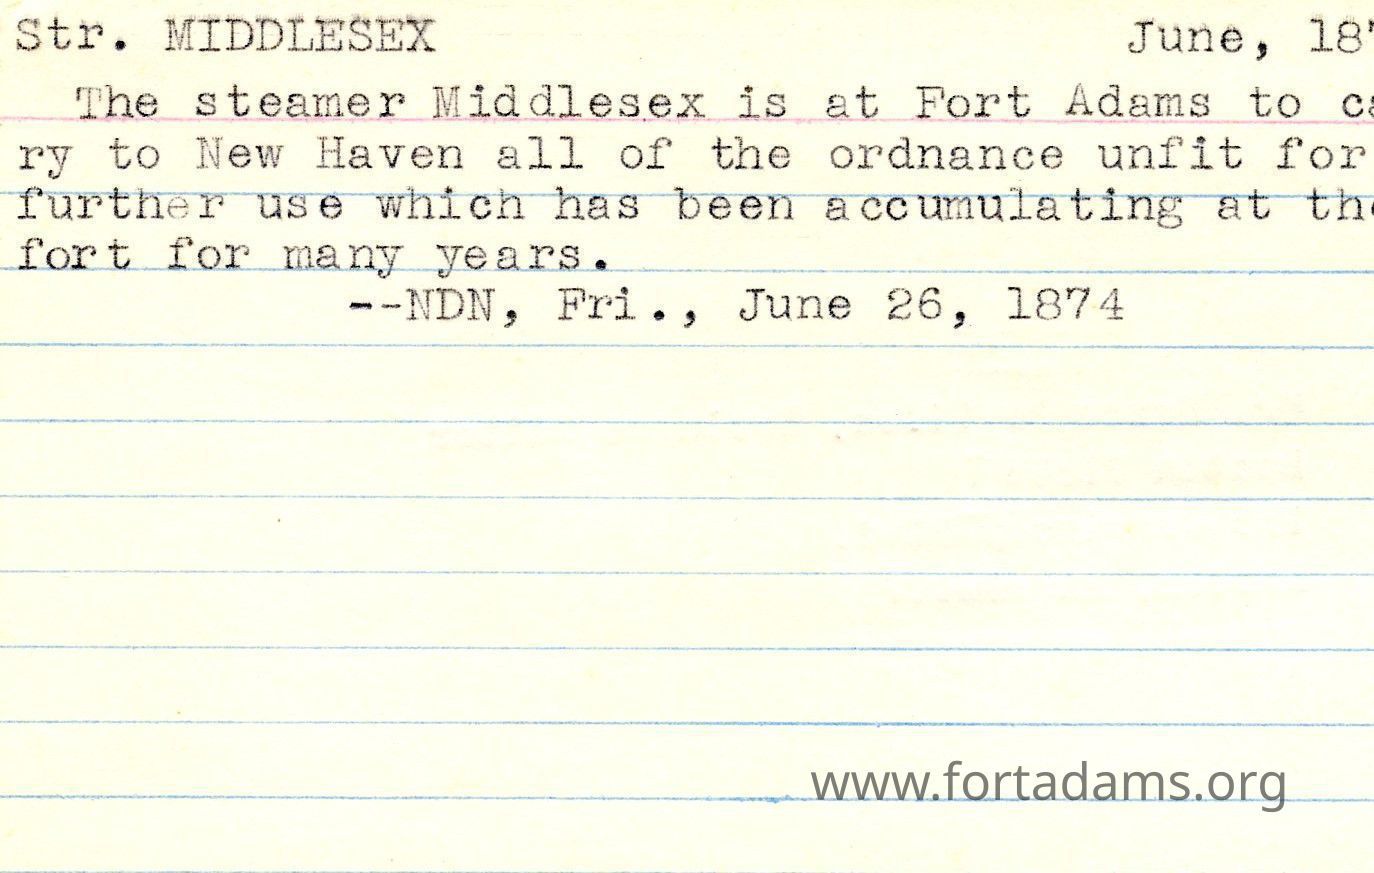 Str. MIDDLESEX June, 187
The steamer Middlesex is at Fort Adams to ca
ry to New Haven all of the ordnance unfit for
further use which has been accumulating at the
fort for many years.
--NDN, Fri., June 26, 1874
www.fortadams.org